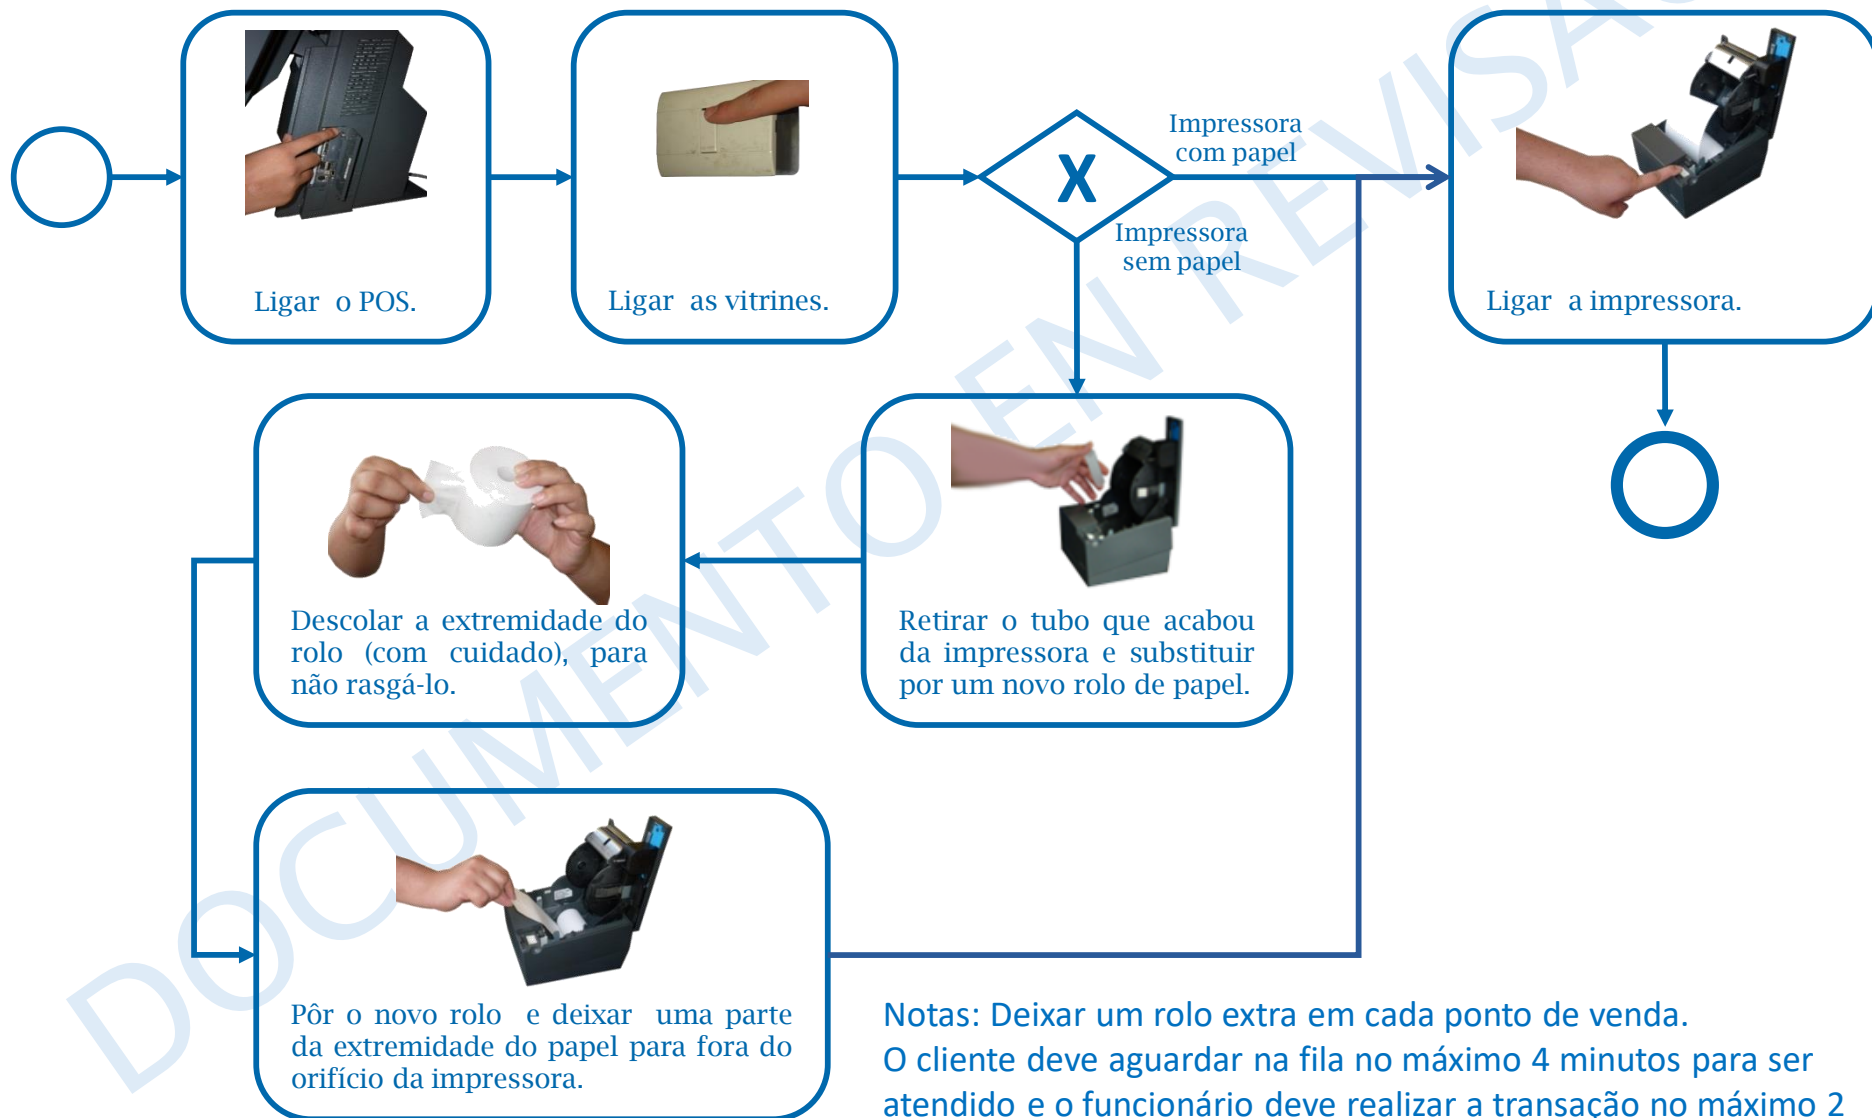 Ligar o POS.
Ligar as vitrines.
Impressora
com papel
Impressora
sem papel
Ligar a impressora.
Retirar o tubo que acabou
da impressora e substituir
por um novo rolo de papel.
Descolar a extremidade do
rolo (com cuidado), para
não rasgá-lo.
Pôr o novo rolo e deixar uma parte
da extremidade do papel para fora do
orifício da impressora.
Notas: Deixar um rolo extra em cada ponto de venda.
O cliente deve aguardar na fila no máximo 4 minutos para ser
atendido e o funcionário deve realizar a transação no máximo 2
X
DOCUMENTO EN REVISA